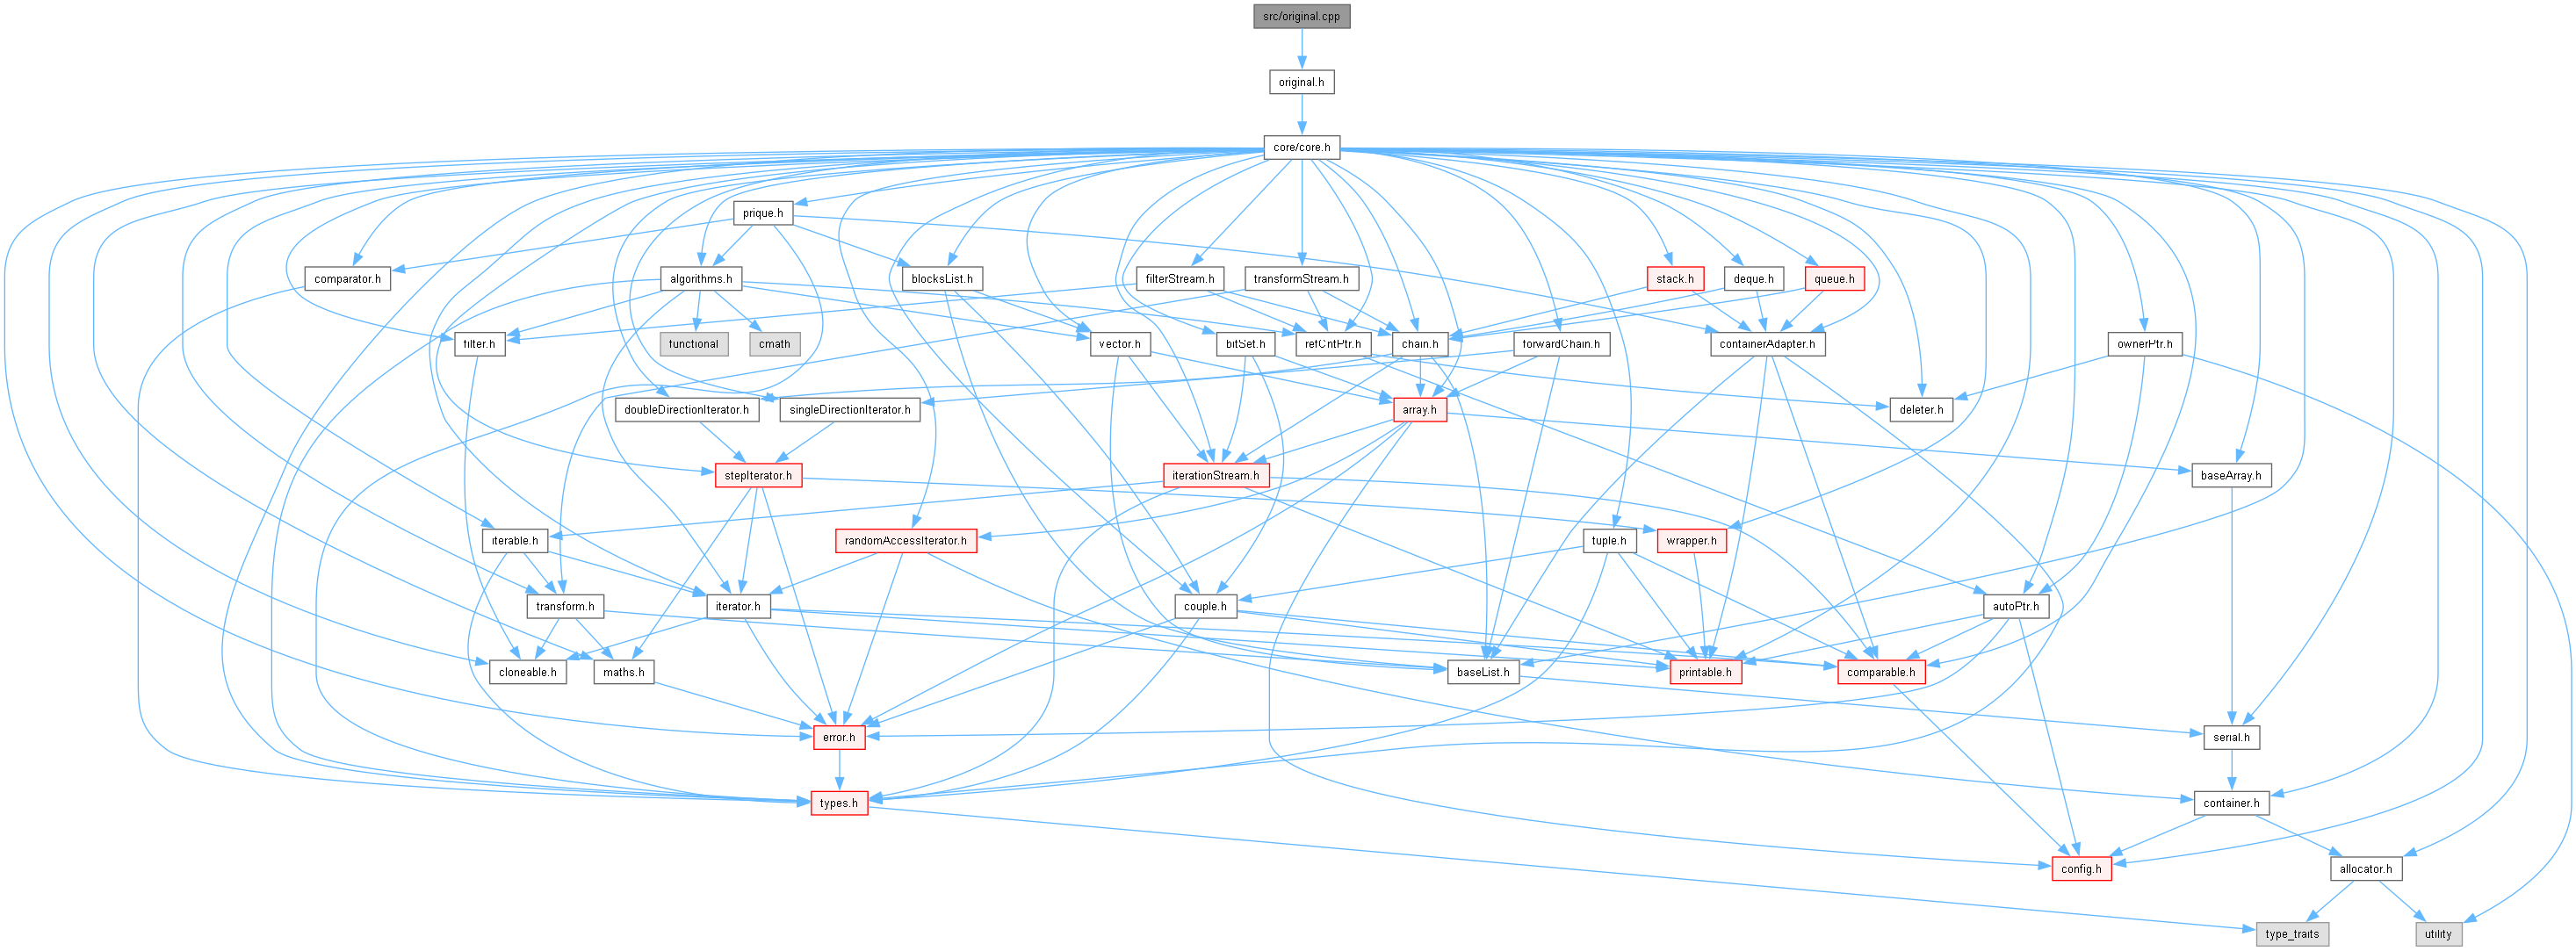 src/original.cpp
original.h
core/core.h
prique.h
comparator.h
algorithms.h
blocksList.h
filterStream.h
transformStream.h
stack.h
deque.h
queue.h
filter.h
functional
cmath
vector.h
bitSet.h
refCntPtr.h
chain.h
forwardChain.h
containerAdapter.h
ownerPtr.h
doubleDirectionIterator.h
singleDirectionIterator.h
array.h
deleter.h
stepIterator.h
iterationStream.h
baseArray.h
iterable.h
randomAccessIterator.h
tuple.h
wrapper.h
transform.h
iterator.h
couple.h
autoPtr.h
cloneable.h
maths.h
baseList.h
printable.h
comparable.h
error.h
serial.h
types.h
container.h
config.h
allocator.h
type_traits
utility